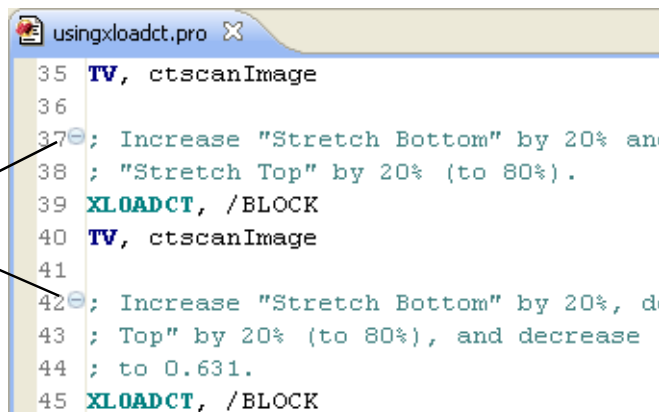 usingxloadct.pro
35 TV, ctscanImage
36
37 ; Increase "Stretch Bottom" by 20% and
38 ; "Stretch Top" by 20% (to 80%).
39 XLOADCT, /BLOCK
40 TV, ctscanImage
41
42 ; Increase "Stretch Bottom" by 20%, de
43 ; Top" by 20% (to 80%), and decrease
44 ; to 0.631.
45 XLOADCT, /BLOCK